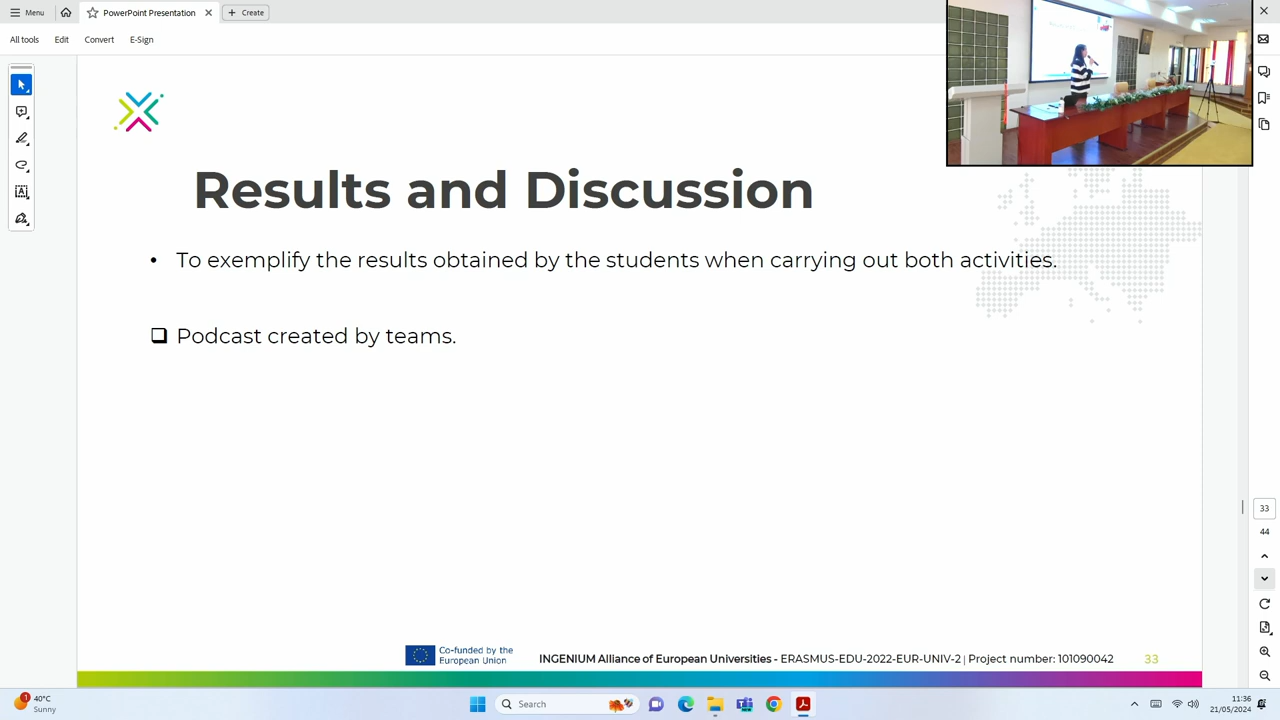 Menu
PowerPoint Presentation
Create
All tools
Edit
Convert
E-Sign
Results and Discussion
• To exemplify the results obtained by the students when carrying out both activities.
❑ Podcast created by teams.
33
44
Co-funded by the
European Union
INGENIUM Alliance of European Universities - ERASMUS-EDU-2022-EUR-UNIV-2 | Project number: 101090042
33
1
40°C
Sunny
Search
11:36
21/05/2024